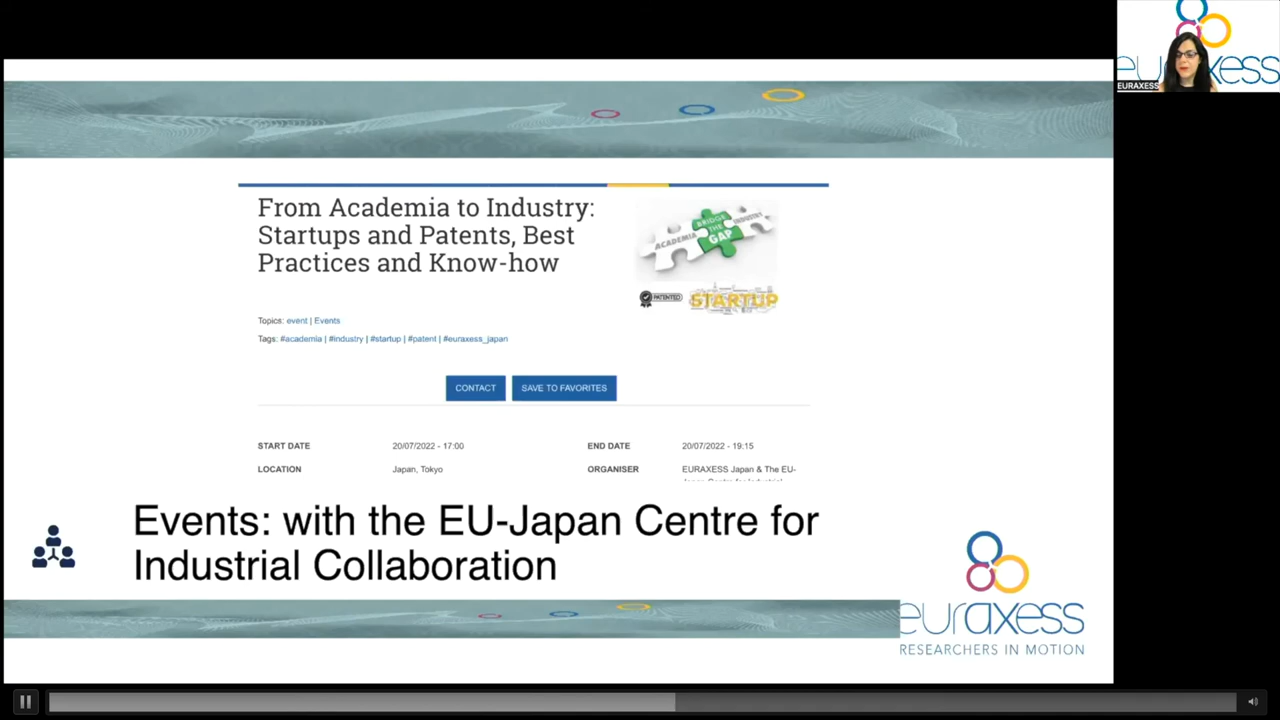 euraxess
EURAXESS
From Academia to Industry:
Startups and Patents, Best
Practices and Know-how
ACADEMIA
BRIDGE
THE
GAP
INDUSTRY
PATENTED
STARTUP
Topics: event | Events
Tags: #academia | #industry | #startup | #patent | #euraxess_japan
CONTACT
SAVE TO FAVORITES
START DATE 20/07/2022 - 17:00 END DATE 20/07/2022 - 19:15
LOCATION Japan, Tokyo ORGANISER EURAXESS Japan & The EU-
Events: with the EU-Japan Centre for
Industrial Collaboration
euraxess
RESEARCHERS IN MOTION